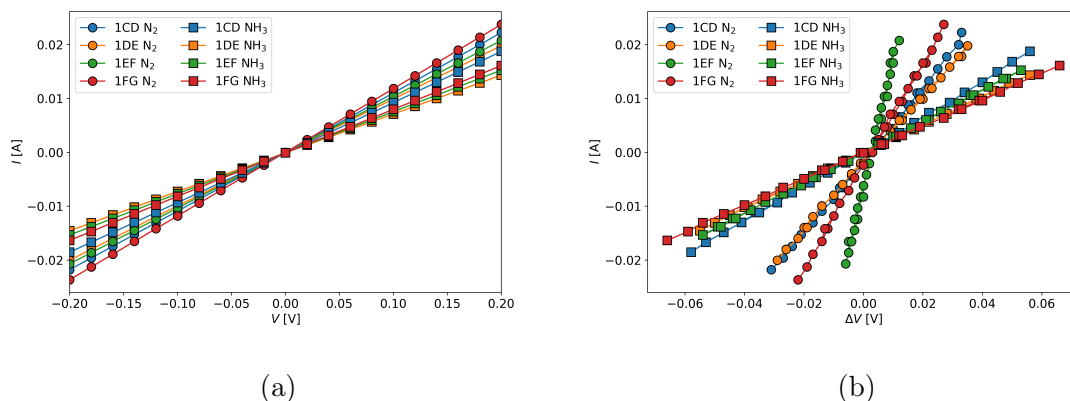 1CD N₂ 1CD NH₃
1DE N₂ 1DE NH₃
1EF N₂ 1EF NH₃
1FG N₂ 1FG NH₃
0.02
0.01
0.00
−0.01
−0.02
I [A]
−0.20 −0.15 −0.10 −0.05 0.00 0.05 0.10 0.15 0.20
V [V]
(a)
1CD N₂ 1CD NH₃
1DE N₂ 1DE NH₃
1EF N₂ 1EF NH₃
1FG N₂ 1FG NH₃
0.02
0.01
0.00
−0.01
−0.02
I [A]
−0.06 −0.04 −0.02 0.00 0.02 0.04 0.06
ΔV [V]
(b)